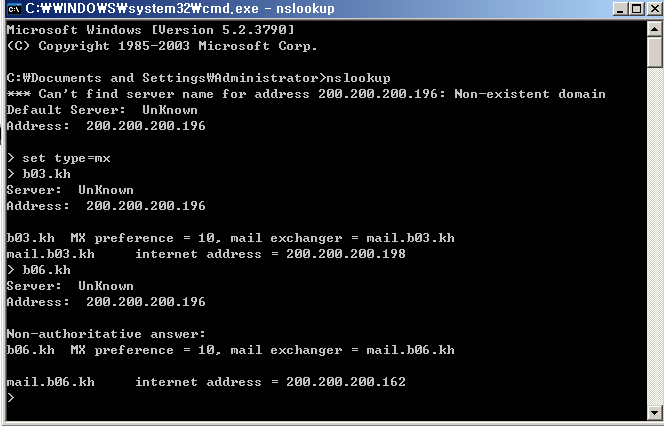 C:₩WINDOWS₩system32₩cmd.exe - nslookup
Microsoft Windows [Version 5.2.3790]
(C) Copyright 1985-2003 Microsoft Corp.
C:₩Documents and Settings₩Administrator>nslookup
*** Can't find server name for address 200.200.200.196: Non-existent domain
Default Server:  UnKnown
Address:  200.200.200.196
> set type=mx
> b03.kh
Server:  UnKnown
Address:  200.200.200.196
b03.kh  MX preference = 10, mail exchanger = mail.b03.kh
mail.b03.kh     internet address = 200.200.200.198
> b06.kh
Server:  UnKnown
Address:  200.200.200.196
Non-authoritative answer:
b06.kh  MX preference = 10, mail exchanger = mail.b06.kh
mail.b06.kh     internet address = 200.200.200.162
>